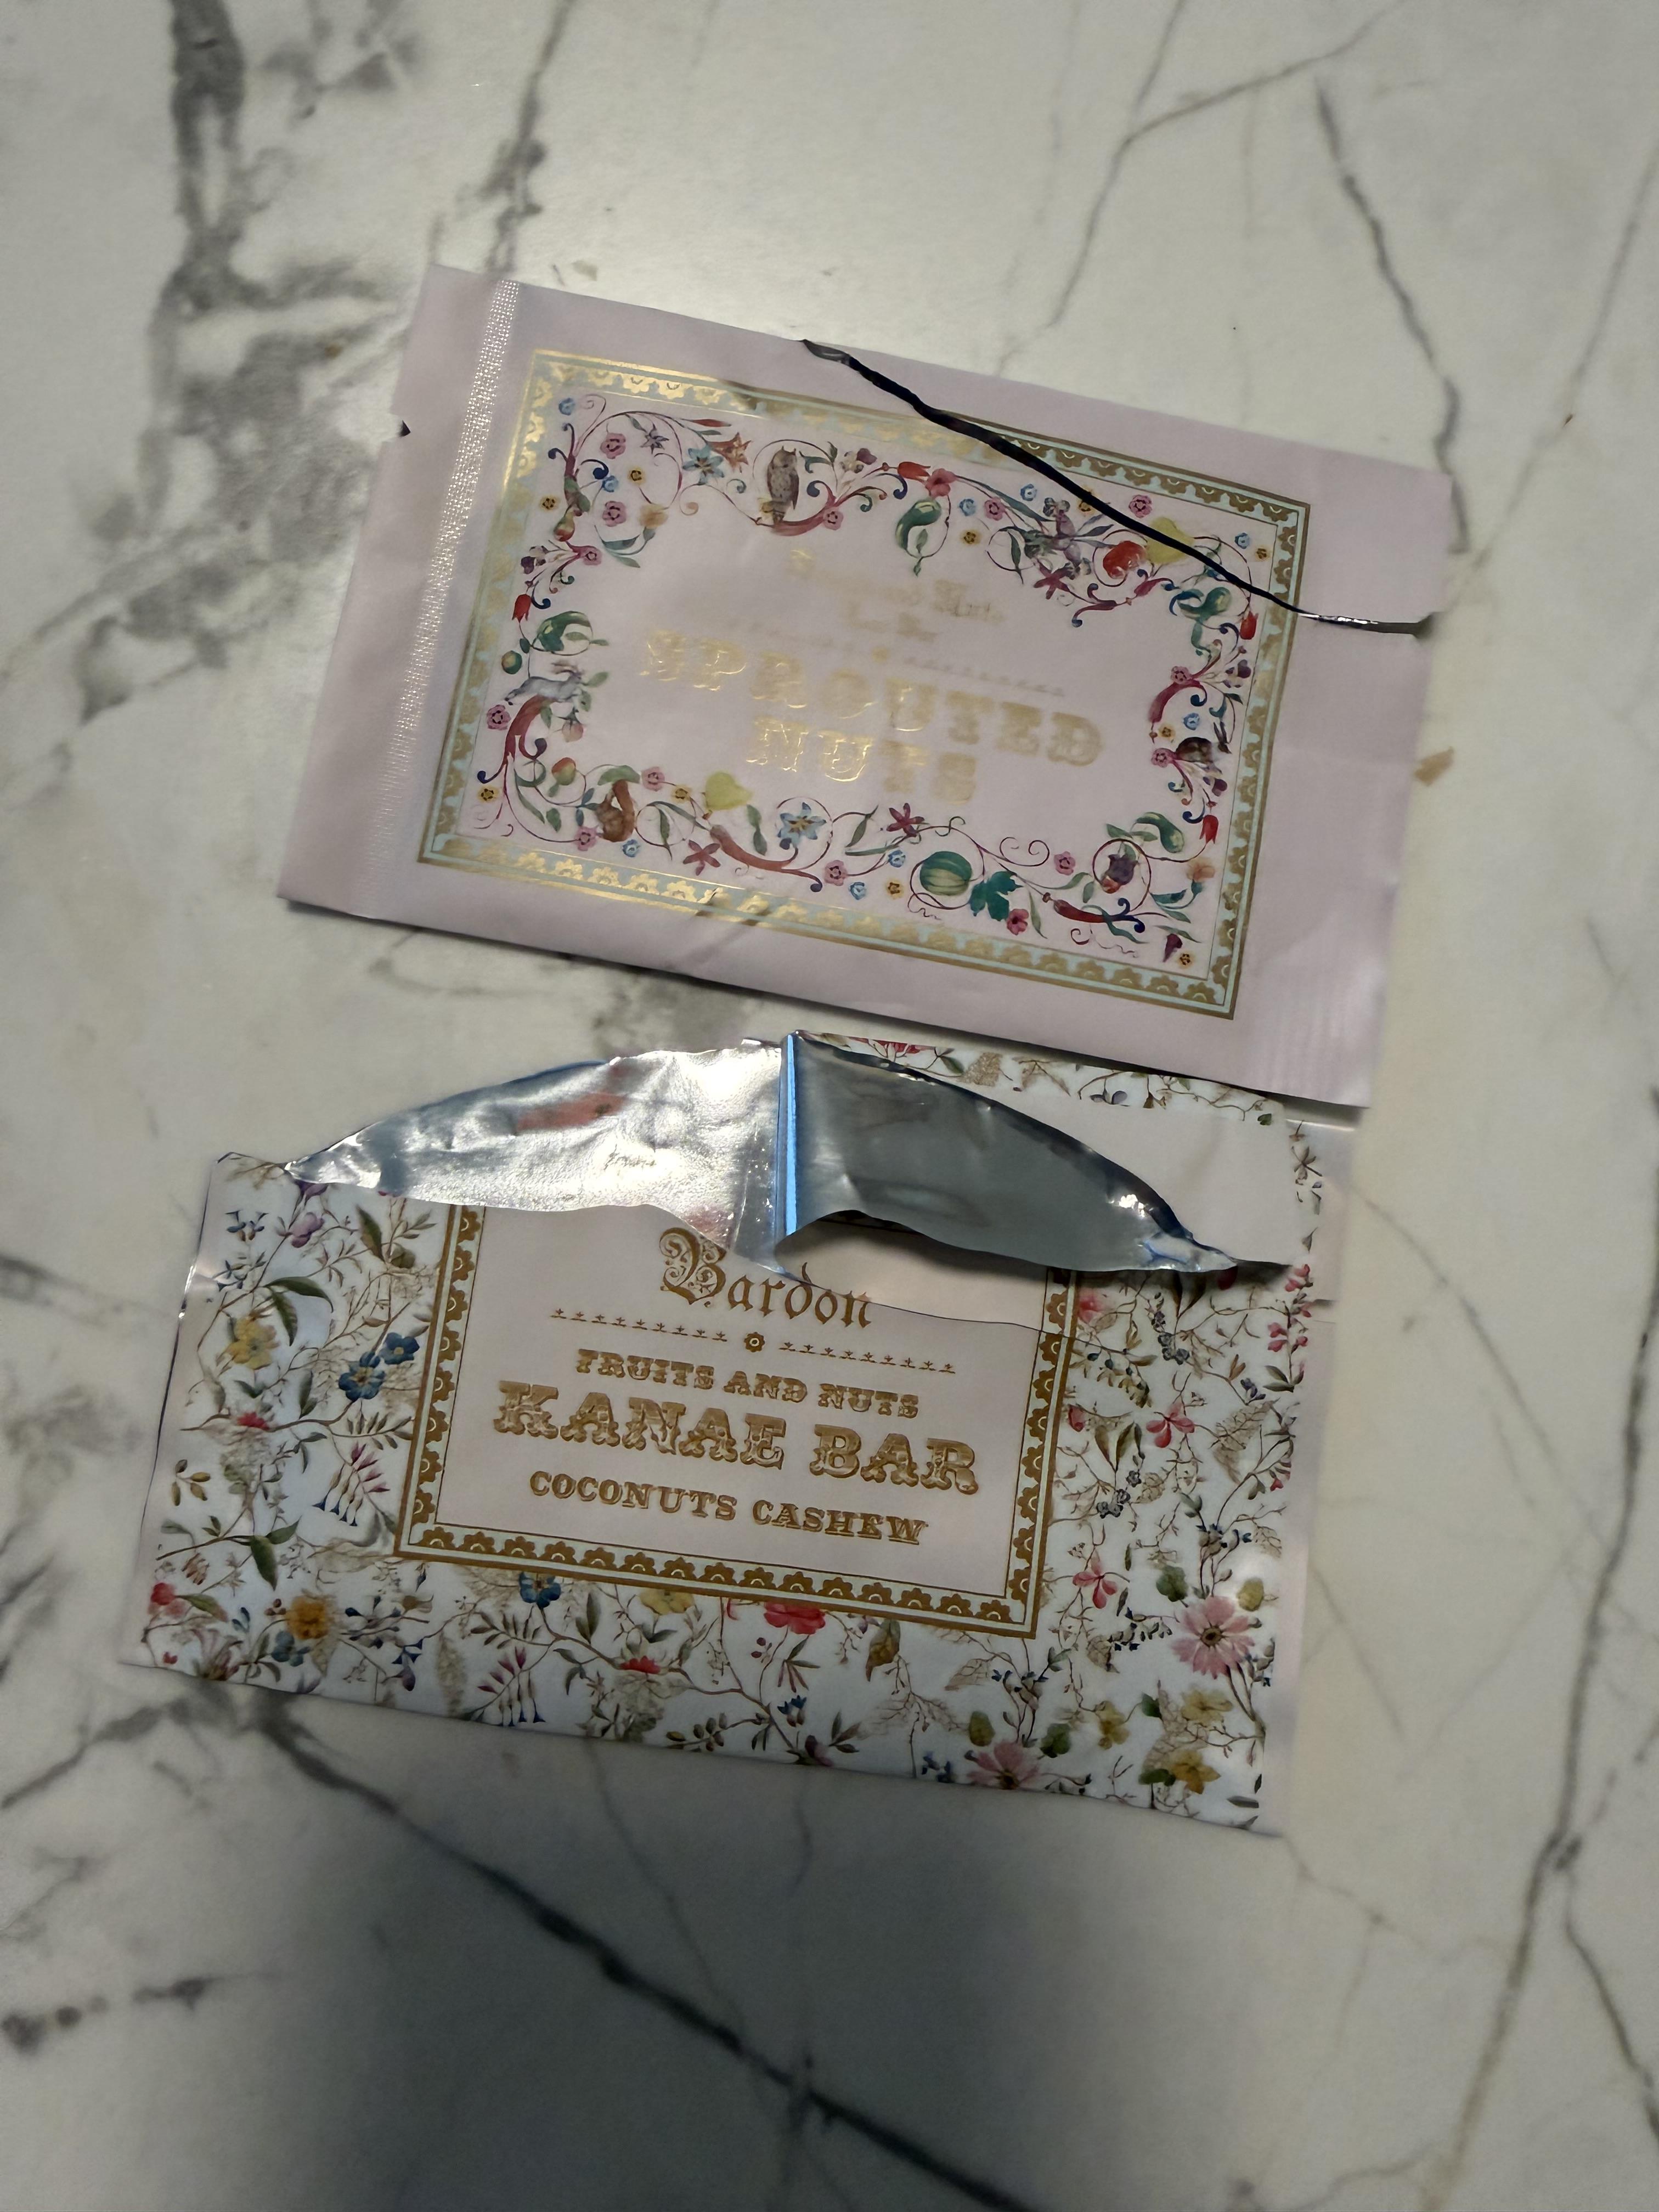 SPROUTED
NUTS
Bardon
FRUITS AND NUTS
KANAE BAR
COCONUTS CASHEW